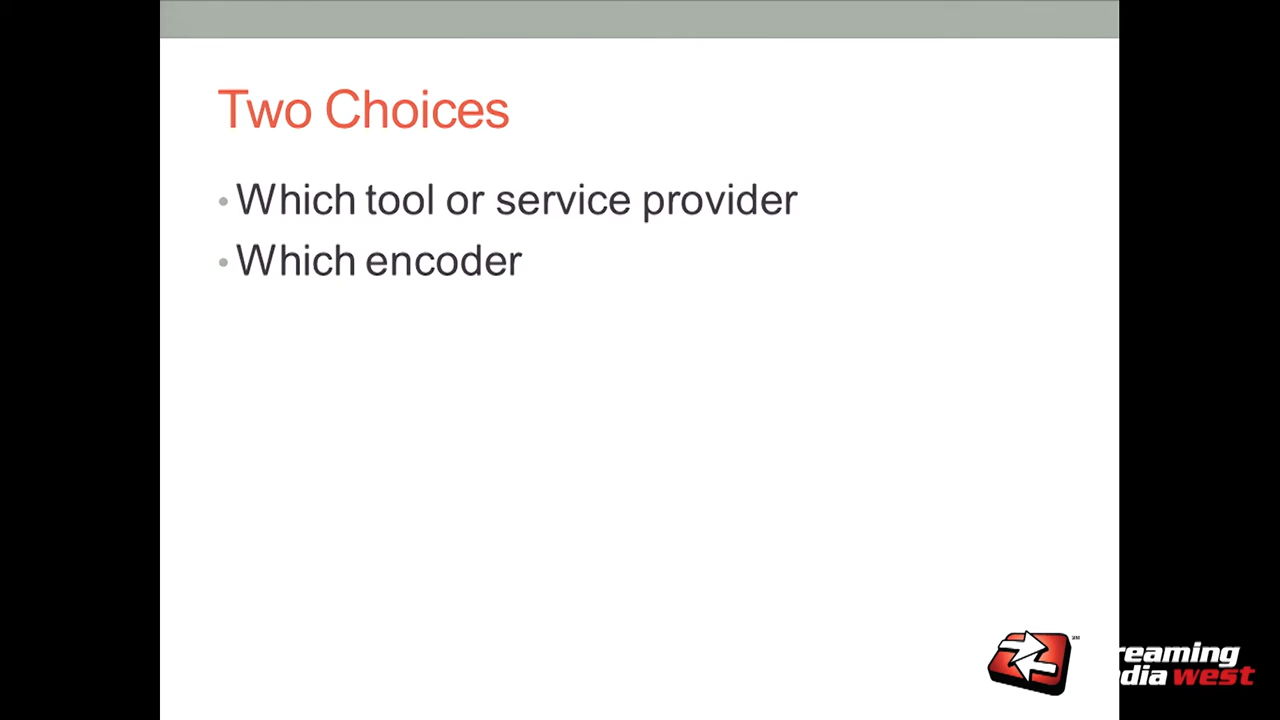 Two Choices
• Which tool or service provider
• Which encoder
reaming
dia west